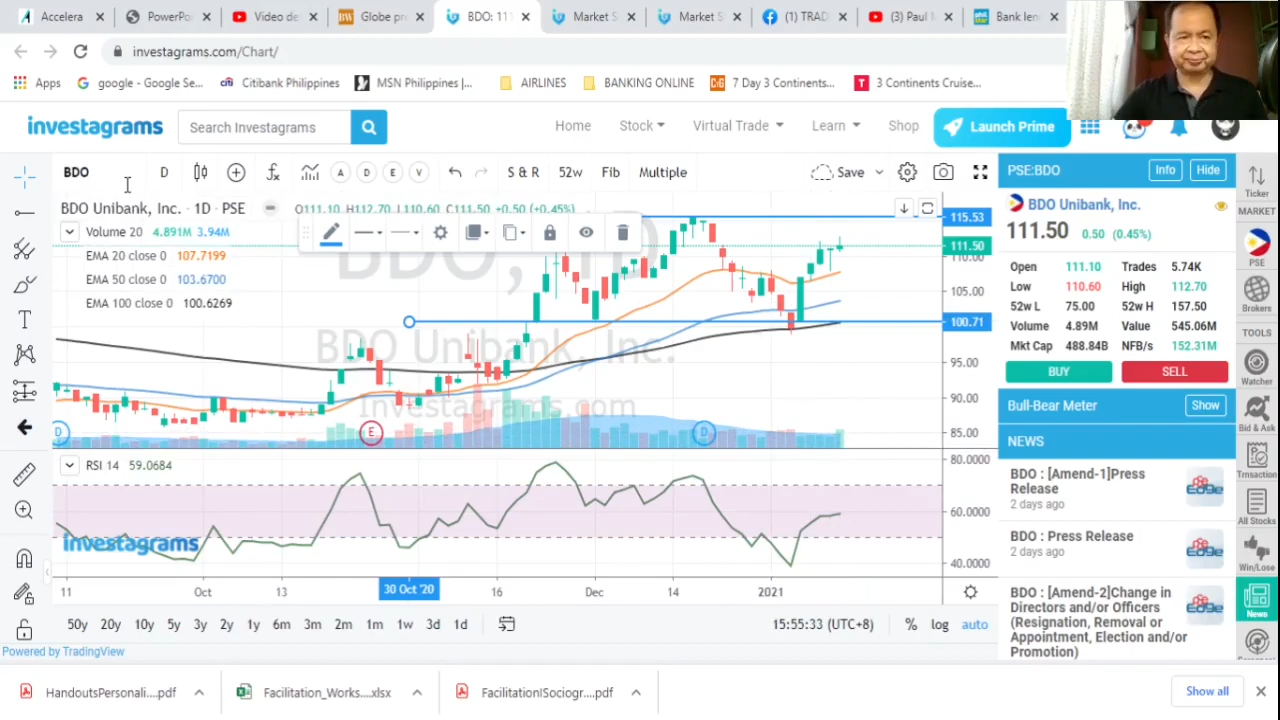 Accelera
PowerPo
Video de
Globe pr
BDO: 11
Market S
Market S
(1) TRAD
(3) Paul M
Bank len
investagrams.com/Chart/
Apps
google - Google Se...
Citibank Philippines
MSN Philippines |...
AIRLINES
BANKING ONLINE
7 Day 3 Continents...
3 Continents Cruise...
investagrams
Search Investagrams
Home
Stock
Virtual Trade
Learn
Shop
Launch Prime
BDO
D
A
D
E
V
S & R
52w
Fib
Multiple
Save
BDO Unibank, Inc. · 1D · PSE
O111.10 H112.70 L110.60 C111.50 +0.50 (+0.45%)
Volume 20 4.891M 3.94M
EMA 20 close 0 107.7199
EMA 50 close 0 103.6700
EMA 100 close 0 100.6269
BDO, 1D
BDO Unibank, Inc.
Investagrams.com
115.53
111.50
110.00
105.00
100.71
95.00
90.00
85.00
D
E
D
RSI 14 59.0684
80.0000
60.0000
40.0000
investagrams
11
Oct
13
30 Oct '20
16
Dec
14
2021
50y 20y 10y 5y 3y 2y 1y 6m 3m 2m 1m 1w 3d 1d
15:55:33 (UTC+8)
% log auto
Powered by TradingView
PSE:BDO
Info
Hide
BDO Unibank, Inc.
111.50 0.50 (0.45%)
Open 111.10 Trades 5.74K
Low 110.60 High 112.70
52w L 75.00 52w H 157.50
Volume 4.89M Value 545.06M
Mkt Cap 488.84B NFB/s 152.31M
BUY
SELL
Bull-Bear Meter
Show
NEWS
BDO : [Amend-1]Press
Release
2 days ago
EDGE
BDO : Press Release
2 days ago
EDGE
BDO : [Amend-2]Change in
Directors and/or Officers
(Resignation, Removal or
Appointment, Election and/or
Promotion)
EDGE
Ticker
MARKET
PSE
Brokers
TOOLS
Watcher
Bid & Ask
Trnsaction
All Stocks
Win/Lose
News
HandoutsPersonali....pdf
Facilitation_Works....xlsx
FacilitationlSociogr....pdf
Show all